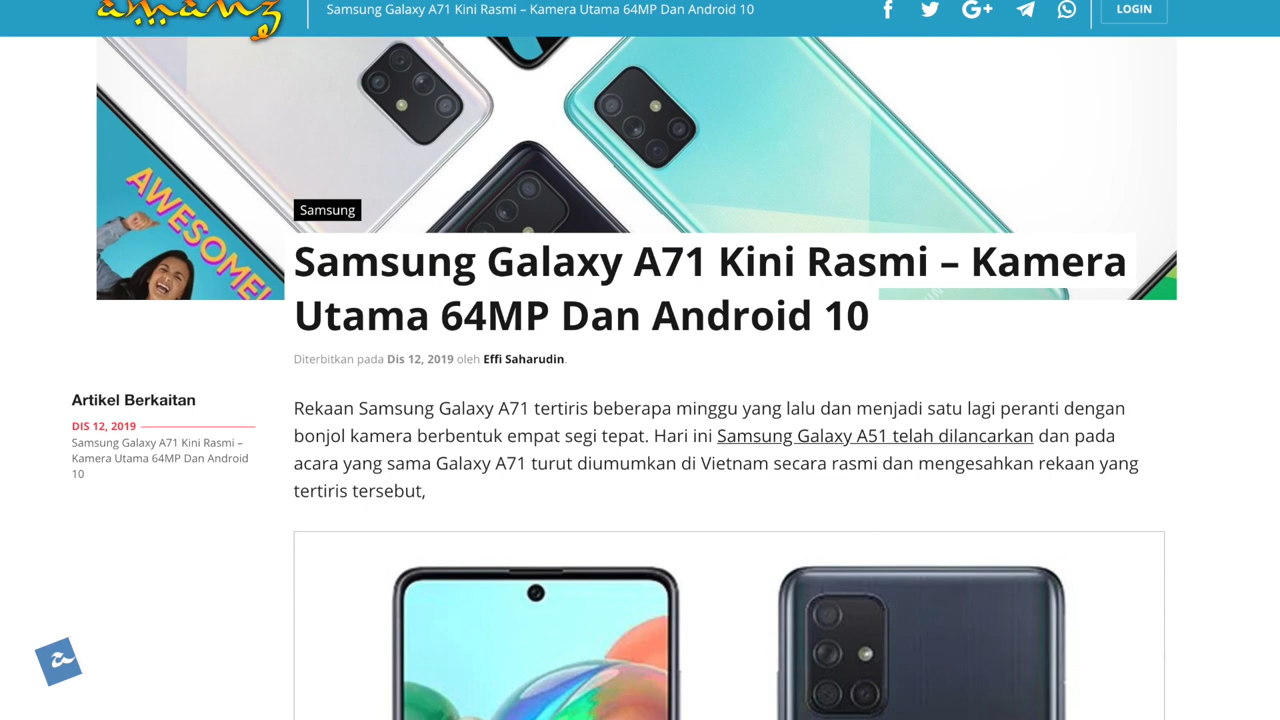 amanz
Samsung Galaxy A71 Kini Rasmi – Kamera Utama 64MP Dan Android 10
G+
LOGIN
AWESOME!
Samsung
Samsung Galaxy A71 Kini Rasmi – Kamera
Utama 64MP Dan Android 10
Diterbitkan pada Dis 12, 2019 oleh Effi Saharudin.
Artikel Berkaitan
DIS 12, 2019
Samsung Galaxy A71 Kini Rasmi –
Kamera Utama 64MP Dan Android
10
Rekaan Samsung Galaxy A71 tertiris beberapa minggu yang lalu dan menjadi satu lagi peranti dengan
bonjol kamera berbentuk empat segi tepat. Hari ini Samsung Galaxy A51 telah dilancarkan dan pada
acara yang sama Galaxy A71 turut diumumkan di Vietnam secara rasmi dan mengesahkan rekaan yang
tertiris tersebut,